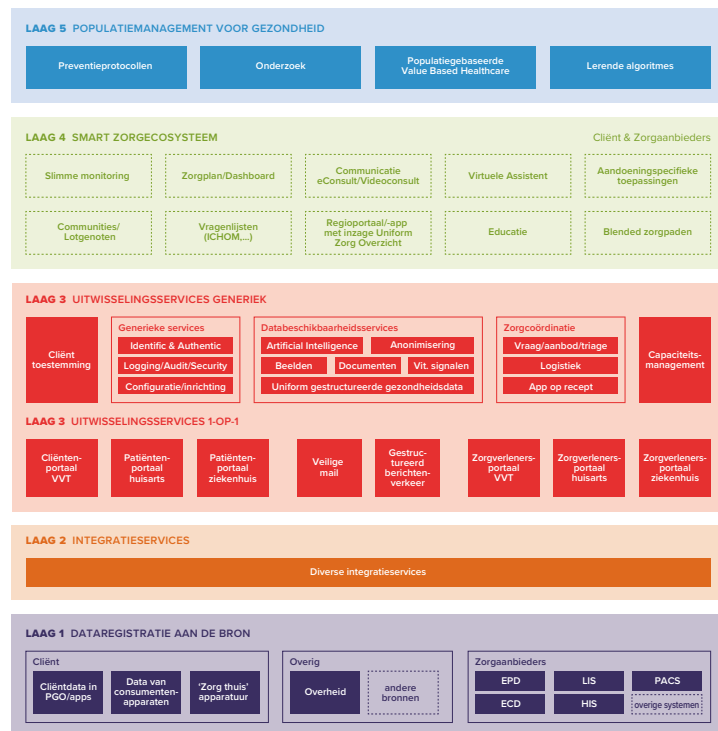 LAAG 5 POPULATIEMANAGEMENT VOOR GEZONDHEID
Preventieprotocollen
Onderzoek
Populatiegebaseerde
Value Based Healthcare
Lerende algoritmes
LAAG 4 SMART ZORGECOSYSTEEM
Cliënt & Zorgaanbieders
Slimme monitoring
Zorgplan/Dashboard
Communicatie
eConsult/Videoconsult
Virtuele Assistent
Aandoeningspecifieke
toepassingen
Communities/
Lotgenoten
Vragenlijsten
(ICHOM,...)
Regioportaal/-app
met inzage Uniform
Zorg Overzicht
Educatie
Blended zorgpaden
LAAG 3 UITWISSELINGSSERVICES GENERIEK
Cliënt
toestemming
Generieke services
Identific & Authentic
Logging/Audit/Security
Configuratie/inrichting
Databeschikbaarheidsservices
Artificial Intelligence
Anonimisering
Beelden
Documenten
Vit. signalen
Uniform gestructureerde gezondheidsdata
Zorgcoördinatie
Vraag/aanbod/triage
Logistiek
App op recept
Capaciteits-
management
LAAG 3 UITWISSELINGSSERVICES 1-OP-1
Cliënten-
portaal
VVT
Patiënten-
portaal
huisarts
Patiënten-
portaal
ziekenhuis
Veilige
mail
Gestruc-
tureerd
berichten-
verkeer
Zorgverleners-
portaal
VVT
Zorgverleners-
portaal
huisarts
Zorgverleners-
portaal
ziekenhuis
LAAG 2 INTEGRATIESERVICES
Diverse integratieservices
LAAG 1 DATAREGISTRATIE AAN DE BRON
Cliënt
Cliëntdata in
PGO/apps
Data van
consumenten-
apparaten
'Zorg thuis'
apparatuur
Overig
Overheid
andere
bronnen
Zorgaanbieders
EPD
LIS
PACS
ECD
HIS
overige systemen